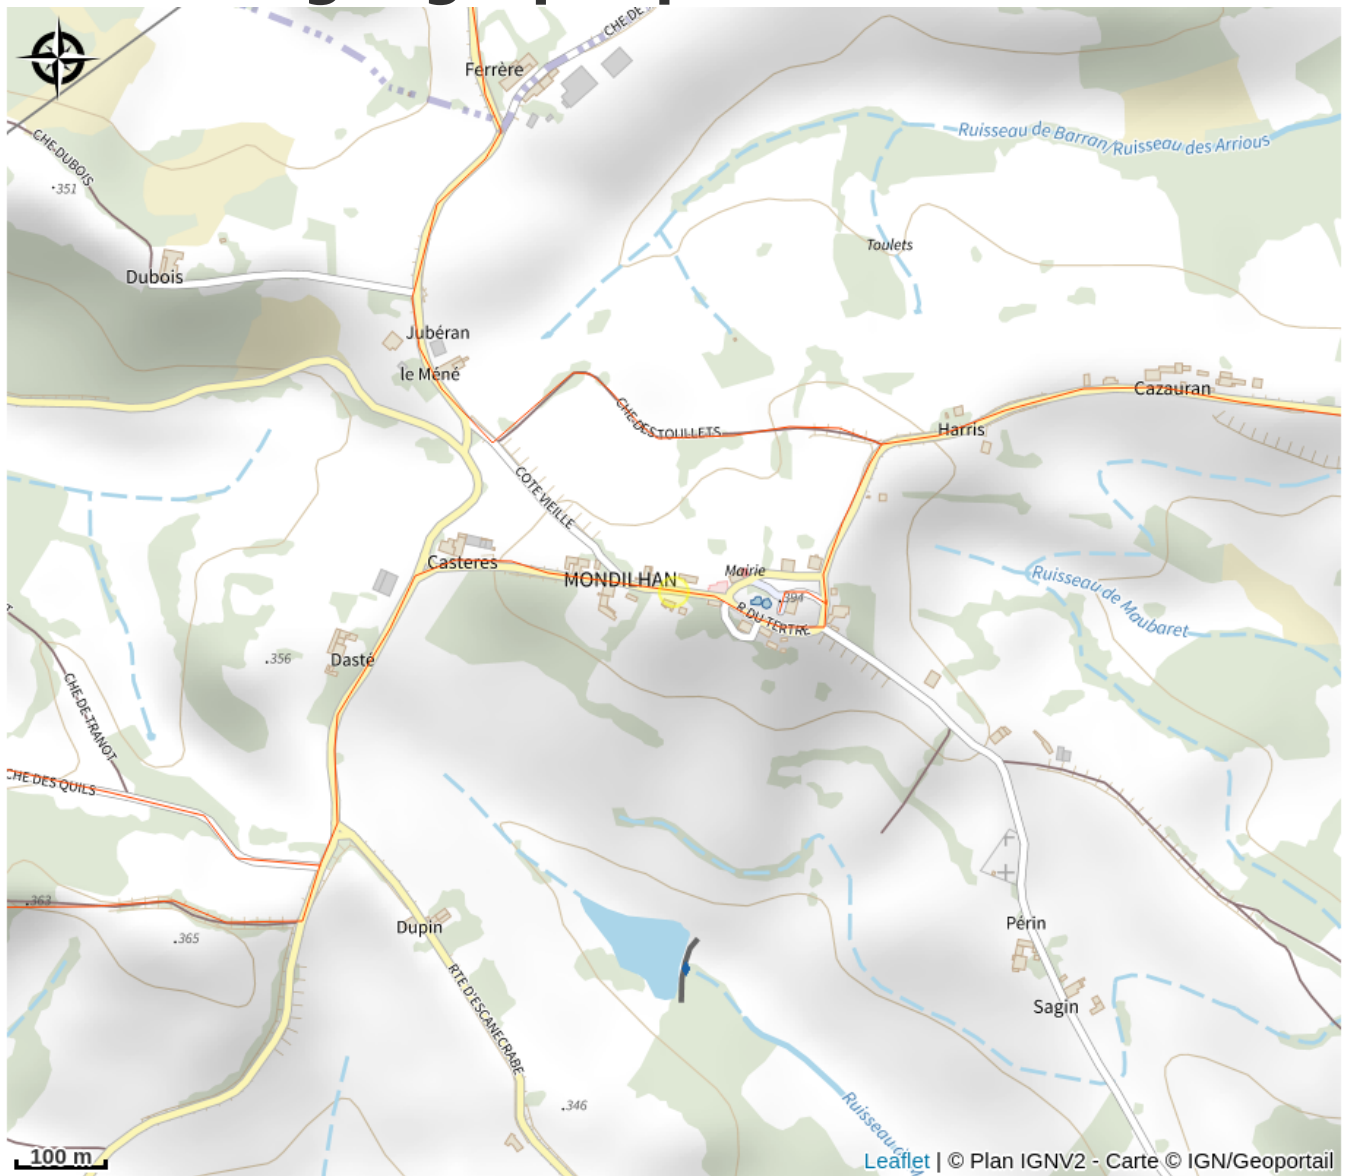 CHE DE
Ferrère
Ruisseau de Barran/Ruisseau des Arrious
CHE DUBOIS
.351
Toulets
Dubois
Jubéran
le Méné
Cazauran
CHE DES TOULLETS
Harris
COTE VIEILLE
Casteres
MONDILHAN
Mairie
.394
Ruisseau de Maubaret
R DU TERTRE
.356
Dasté
CHE DE TRANOT
CHE DES QUILS
.363
.365
Dupin
Périn
RTE D'ESCANECRABE
Sagin
.346
Ruisseau
100 m
Leaflet | © Plan IGNV2 - Carte © IGN/Geoportail